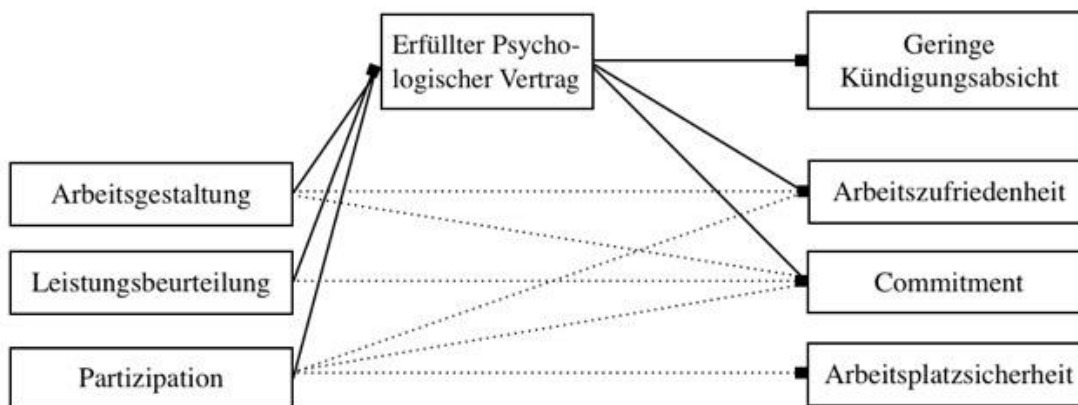 Erfüllter Psycho-
logischer Vertrag
Geringe
Kündigungsabsicht
Arbeitsgestaltung
Arbeitszufriedenheit
Leistungsbeurteilung
Commitment
Partizipation
Arbeitsplatzsicherheit